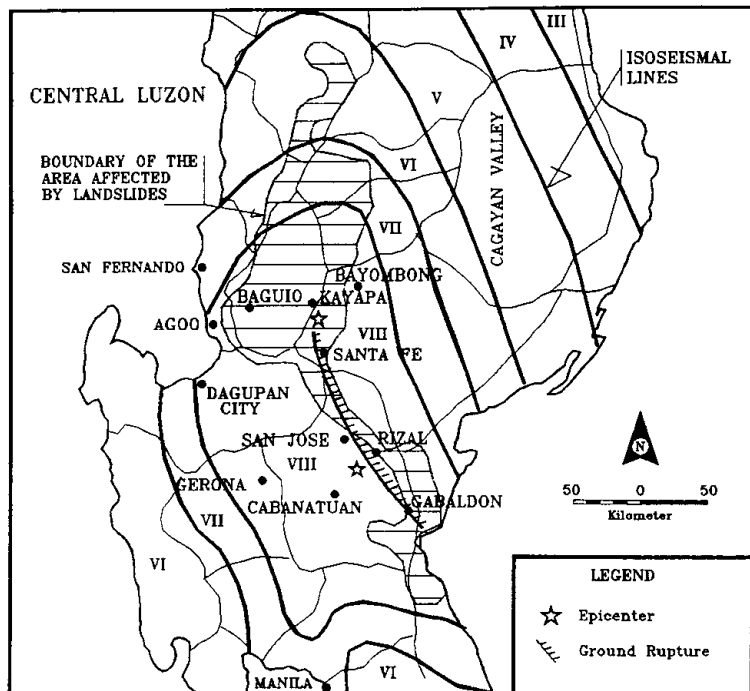 III
IV
ISOSEISMAL
LINES
CENTRAL LUZON
V
BOUNDARY OF THE
AREA AFFECTED
BY LANDSLIDES
VI
CAGAYAN VALLEY
VII
SAN FERNANDO
BAYOMBONG
BAGUIO
KAYAPA
AGOO
VIII
SANTA FE
DAGUPAN
CITY
N
SAN JOSE
RIZAL
VIII
GERONA
CABANATUAN
GABALDON
50 0 50
Kilometer
VII
VI
LEGEND
Epicenter
Ground Rupture
VI
MANILA